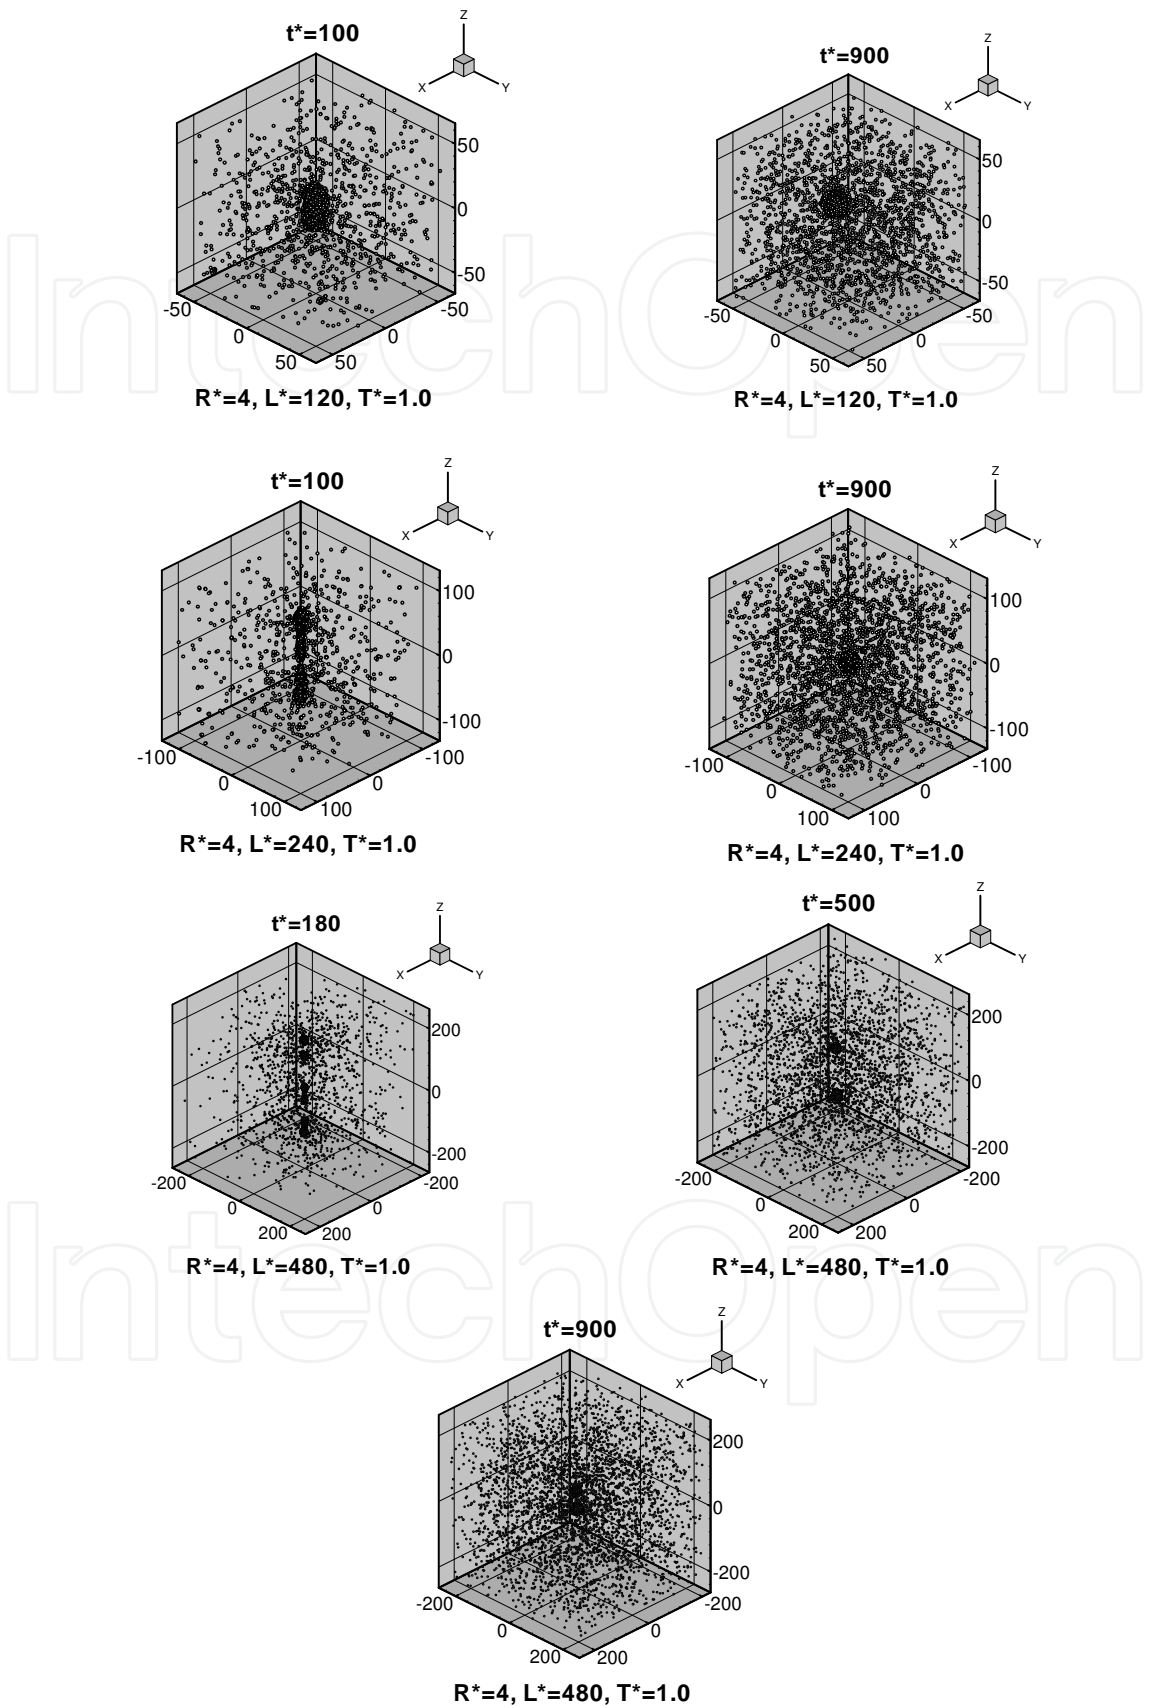 t*=100
Z
X
Y
50
0
-50
-50
0
50
50
0
-50
R*=4, L*=120, T*=1.0
t*=900
Z
X
Y
50
0
-50
-50
0
50
50
0
-50
R*=4, L*=120, T*=1.0
t*=100
Z
X
Y
100
0
-100
-100
0
100
100
0
-100
R*=4, L*=240, T*=1.0
t*=900
Z
X
Y
100
0
-100
-100
0
100
100
0
-100
R*=4, L*=240, T*=1.0
t*=180
Z
X
Y
200
0
-200
-200
0
200
200
0
-200
R*=4, L*=480, T*=1.0
t*=500
Z
X
Y
200
0
-200
-200
0
200
200
0
-200
R*=4, L*=480, T*=1.0
t*=900
Z
X
Y
200
0
-200
-200
0
200
200
0
-200
R*=4, L*=480, T*=1.0
IntechOpen
IntechOpen